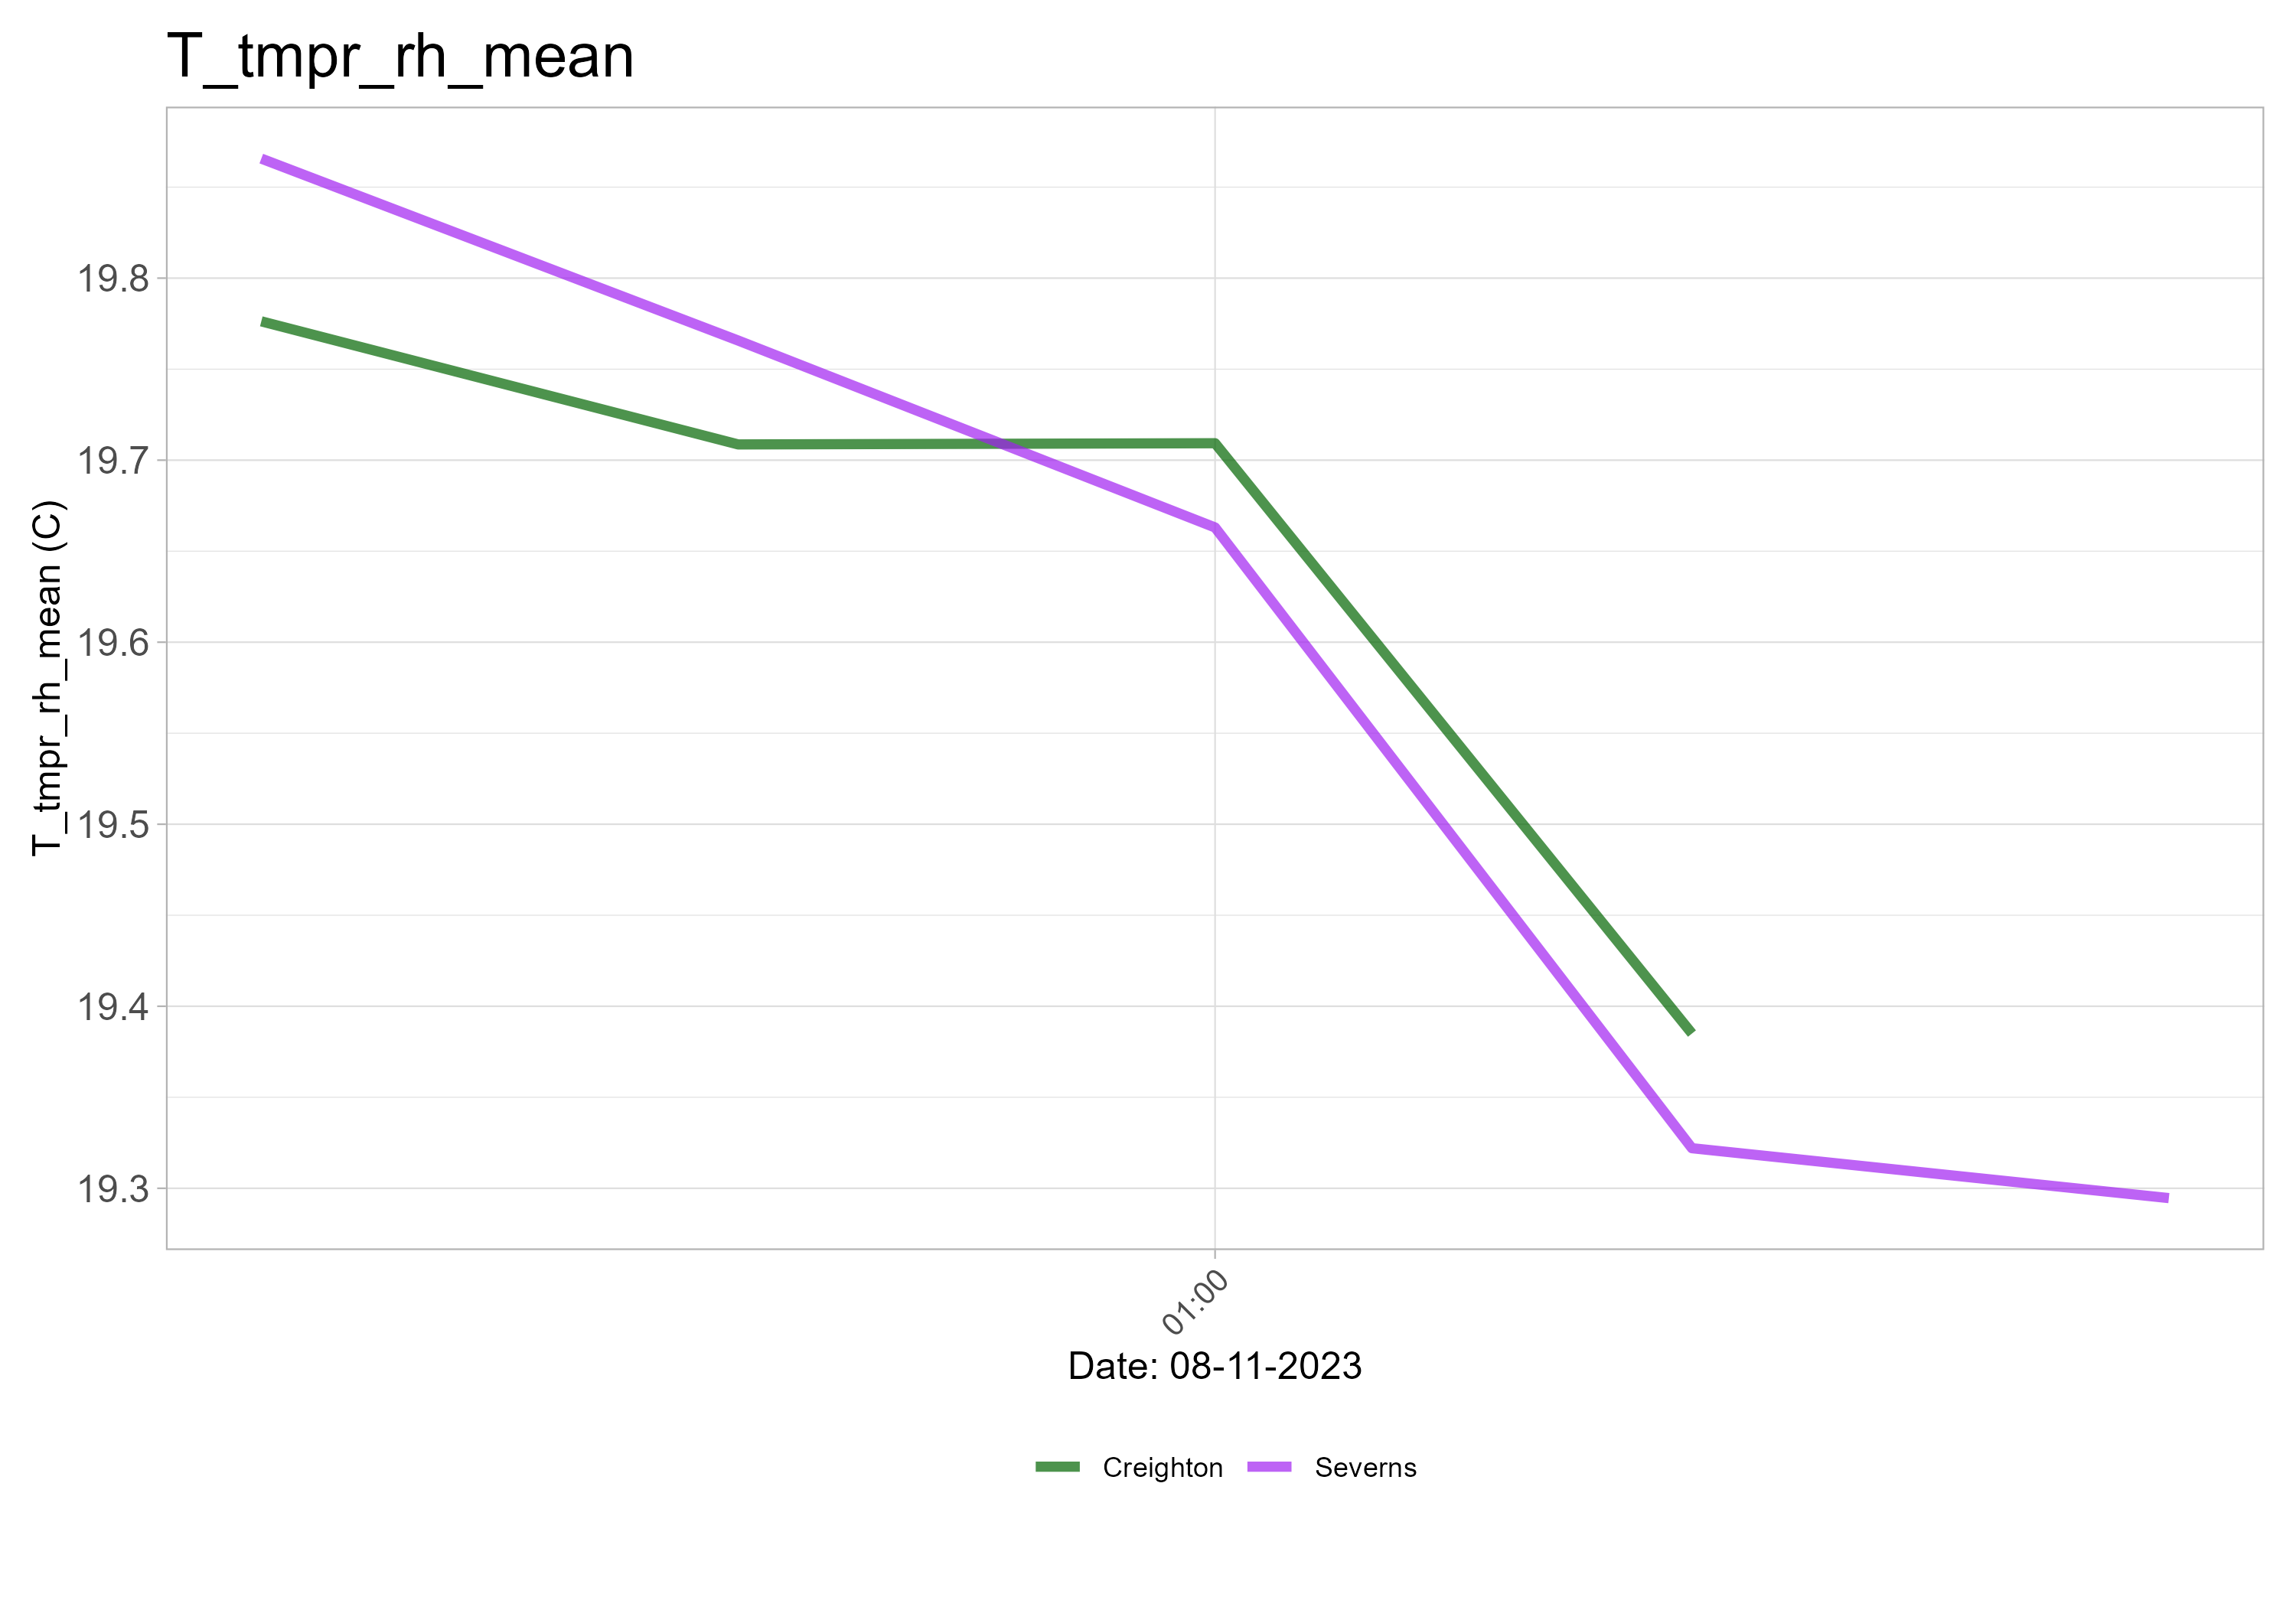 T_tmpr_rh_mean
T_tmpr_rh_mean (C)
19.8
19.7
19.6
19.5
19.4
19.3
01:00
Date: 08-11-2023
Creighton Severns